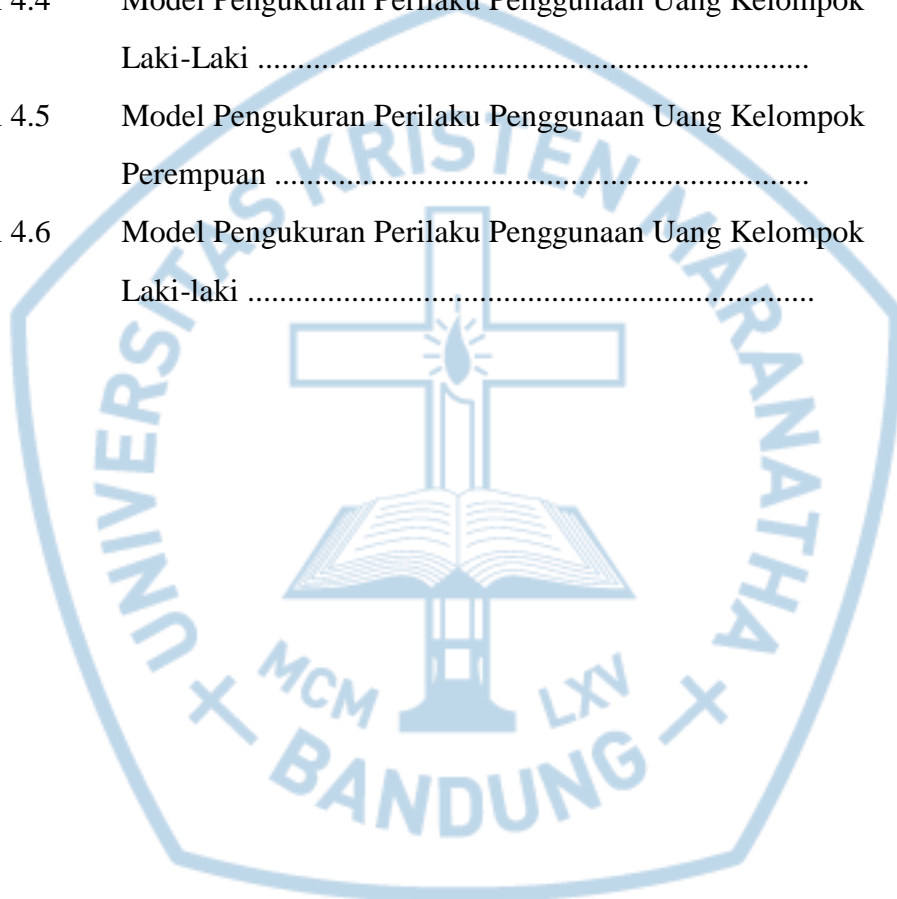 4.4 Model Pengukuran Perilaku Penggunaan Uang Kelompok
Laki-Laki ......................................................................
4.5 Model Pengukuran Perilaku Penggunaan Uang Kelompok
Perempuan ....................................................................
4.6 Model Pengukuran Perilaku Penggunaan Uang Kelompok
Laki-laki ........................................................................
UNIVERSITAS KRISTEN MARANATHA
MCM LXV
BANDUNG